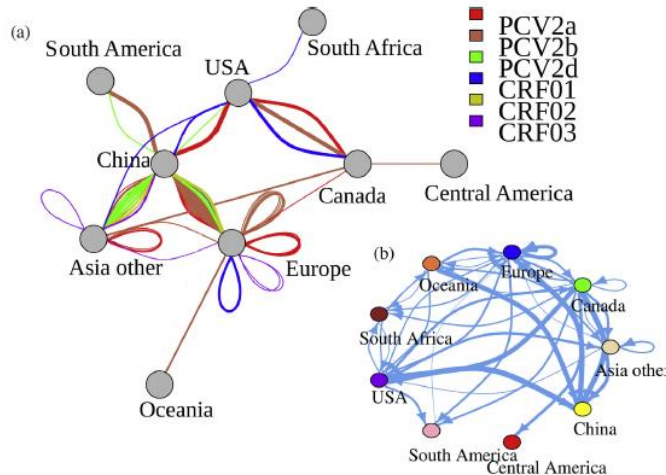 (a)
South America
USA
South Africa
PCV2a
PCV2b
PCV2d
CRF01
CRF02
CRF03
China
Canada
Central America
Asia other
Europe
Oceania
(b)
Europe
Oceania
Canada
South Africa
Asia other
USA
China
South America
Central America